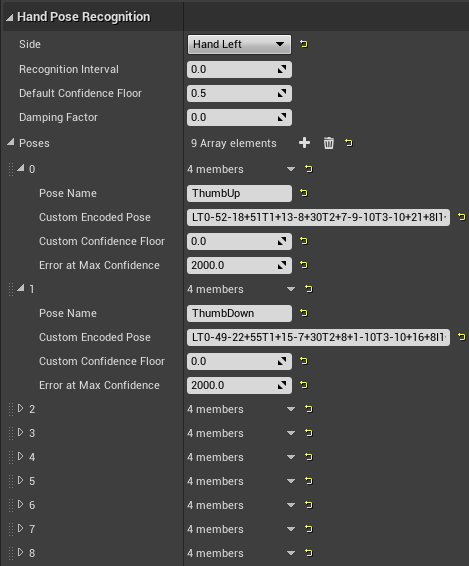 Hand Pose Recognition
Side Hand Left
Recognition Interval 0.0
Default Confidence Floor 0.5
Damping Factor 0.0
Poses 9 Array elements
0 4 members
Pose Name ThumbUp
Custom Encoded Pose LT0-52-18+51T1+13-8+30T2+7-9-10T3-10+21+8I1
Custom Confidence Floor 0.0
Error at Max Confidence 2000.0
1 4 members
Pose Name ThumbDown
Custom Encoded Pose LT0-49-22+55T1+15-7+30T2+8+1-10T3-10+16+8I1
Custom Confidence Floor 0.0
Error at Max Confidence 2000.0
2 4 members
3 4 members
4 4 members
5 4 members
6 4 members
7 4 members
8 4 members